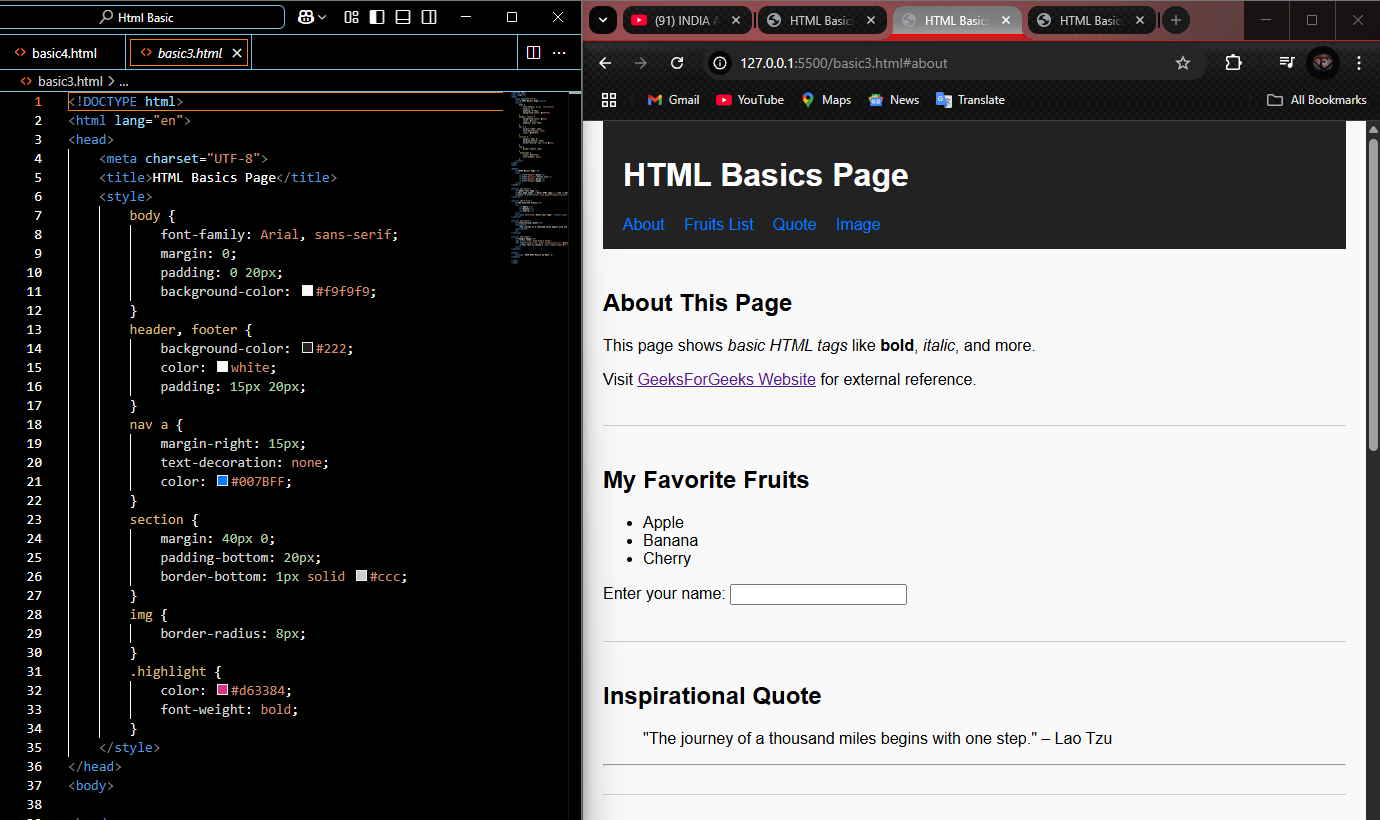 Html Basic
basic4.html
basic3.html
basic3.html > ...
1 <!DOCTYPE html>
2 <html lang="en">
3 <head>
4 <meta charset="UTF-8">
5 <title>HTML Basics Page</title>
6 <style>
7 body {
8 font-family: Arial, sans-serif;
9 margin: 0;
10 padding: 0 20px;
11 background-color: #f9f9f9;
12 }
13 header, footer {
14 background-color: #222;
15 color: white;
16 padding: 15px 20px;
17 }
18 nav a {
19 margin-right: 15px;
20 text-decoration: none;
21 color: #007BFF;
22 }
23 section {
24 margin: 40px 0;
25 padding-bottom: 20px;
26 border-bottom: 1px solid #ccc;
27 }
28 img {
29 border-radius: 8px;
30 }
31 .highlight {
32 color: #d63384;
33 font-weight: bold;
34 }
35 </style>
36 </head>
37 <body>
38
(91) INDIA
HTML Basic
HTML Basic
HTML Basic
127.0.0.1:5500/basic3.html#about
Gmail
YouTube
Maps
News
Translate
All Bookmarks
HTML Basics Page
About Fruits List Quote Image
About This Page
This page shows basic HTML tags like bold, italic, and more.
Visit GeeksForGeeks Website for external reference.
My Favorite Fruits
• Apple
• Banana
• Cherry
Enter your name:
Inspirational Quote
"The journey of a thousand miles begins with one step." – Lao Tzu